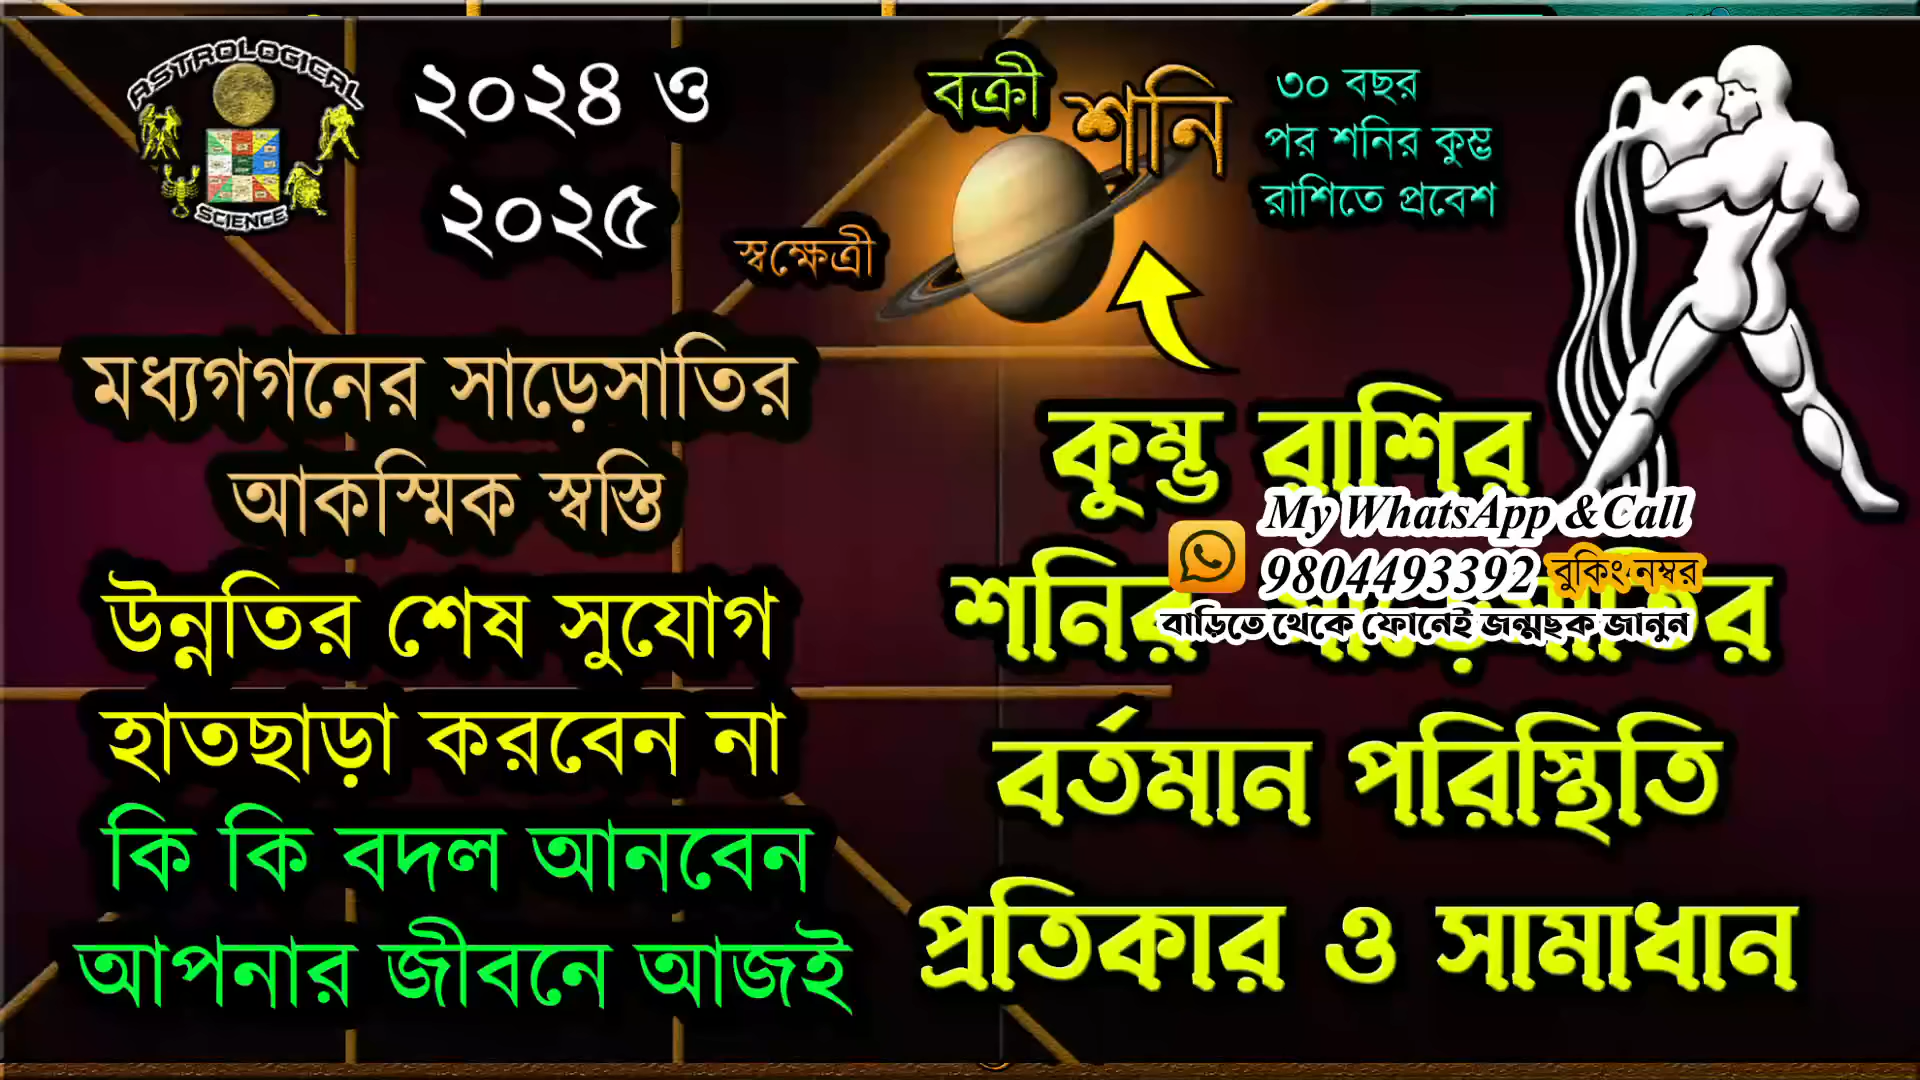 ASTROLOGICAL
SCIENCE
২০২৪ ও
২০২৫
বক্রী
শনি
স্বক্ষেত্রী
৩০ বছর
পর শনির কুম্ভ
রাশিতে প্রবেশ
মধ্যগগনের সাড়েসাতির
আকস্মিক স্বস্তি
উন্নতির শেষ সুযোগ
হাতছাড়া করবেন না
কি কি বদল আনবেন
আপনার জীবনে আজই
কুম্ভ রাশির
My WhatsApp &Call
9804493392 বুকিং নম্বর
বাড়িতে থেকে ফোনেই জন্মছক জানুন
শনির
বর্তমান পরিস্থিতি
প্রতিকার ও সামাধান